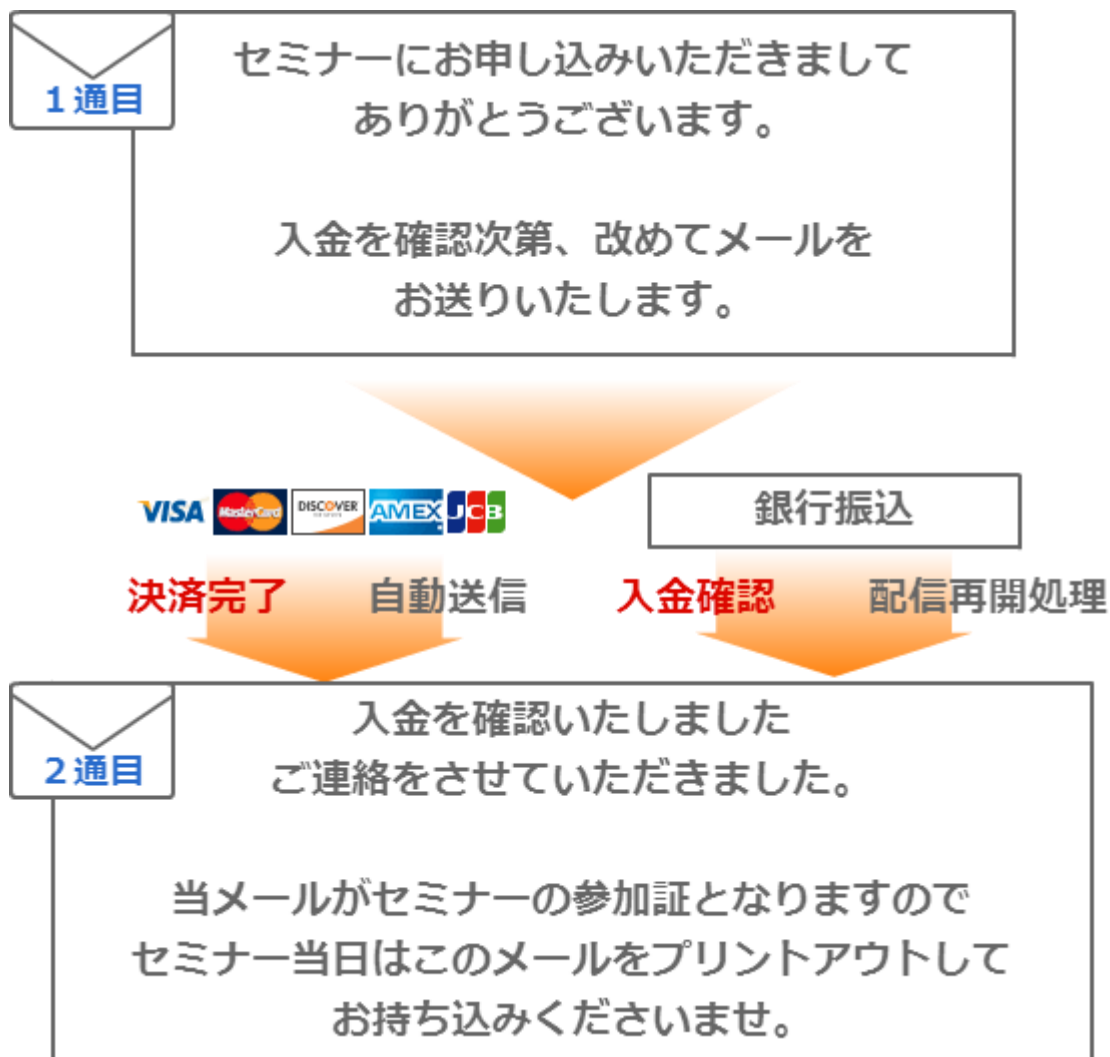 1通目
セミナーにお申し込みいただきまして
ありがとうございます。
入金を確認次第、改めてメールを
お送りいたします。
VISA MasterCard DISCOVER AMEX JCB
銀行振込
決済完了 自動送信 入金確認 配信再開処理
2通目
入金を確認いたしました
ご連絡をさせていただきました。
当メールがセミナーの参加証となりますので
セミナー当日はこのメールをプリントアウトして
お持ち込みくださいませ。